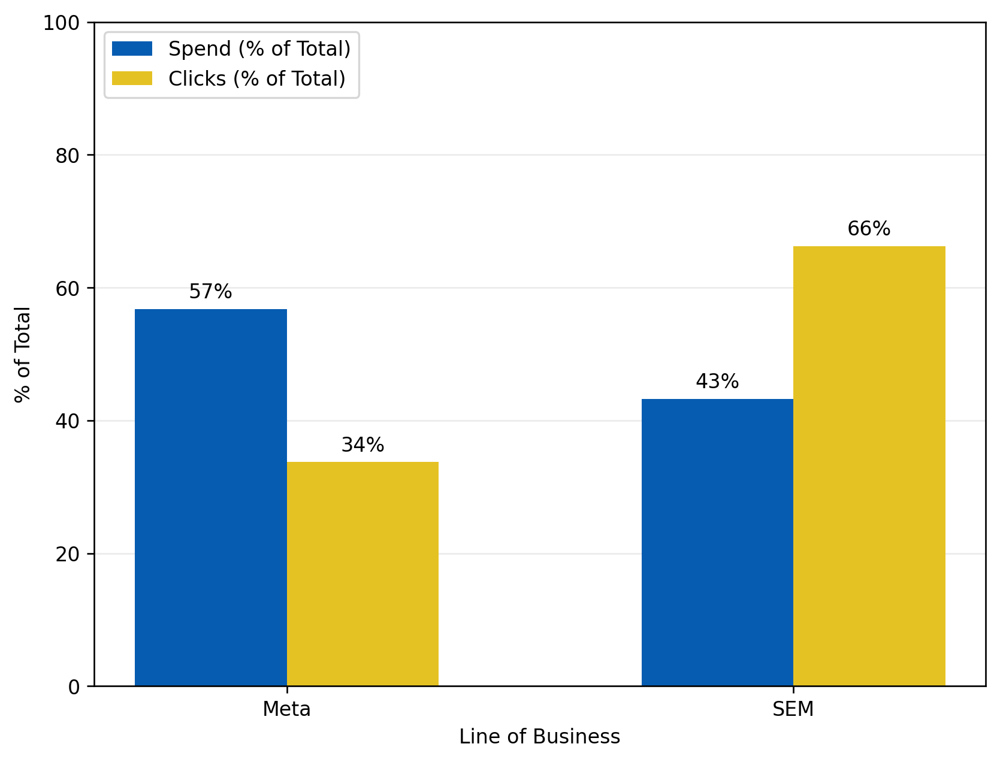 100
Spend (% of Total)
Clicks (% of Total)
80
66%
60
57%
43%
40
34%
20
0
% of Total
Meta
SEM
Line of Business